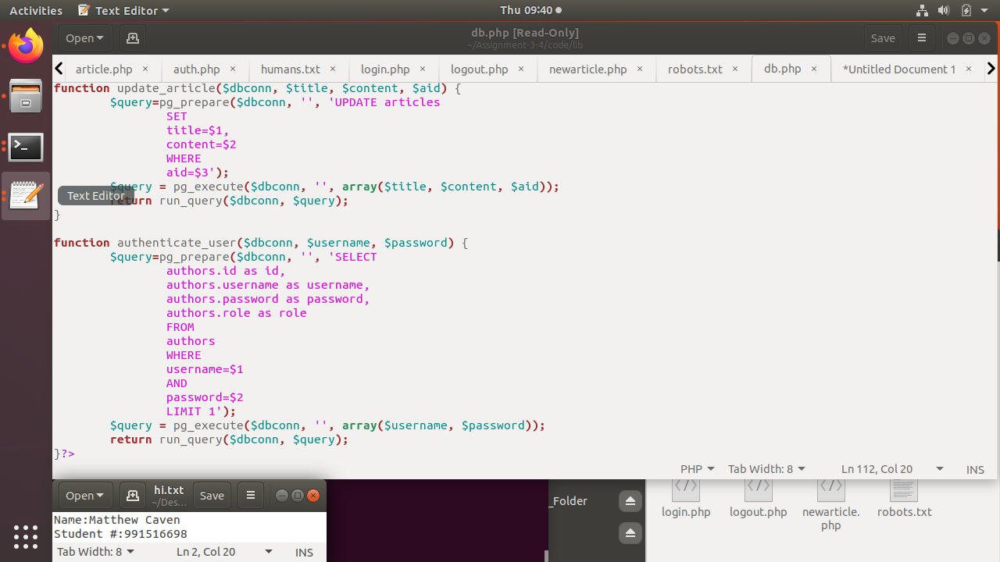 Activities Text Editor Thu 09:40
Open db.php [Read-Only] Save
~/Assignment-3-4/code/lib
article.php × auth.php × humans.txt × login.php × logout.php × newarticle.php × robots.txt × db.php × *Untitled Document 1 ×
function update_article($dbconn, $title, $content, $aid) {
$query=pg_prepare($dbconn, '', 'UPDATE articles
SET
title=$1,
content=$2
WHERE
aid=$3');
$query = pg_execute($dbconn, '', array($title, $content, $aid));
Text Editor
return run_query($dbconn, $query);
}
function authenticate_user($dbconn, $username, $password) {
$query=pg_prepare($dbconn, '', 'SELECT
authors.id as id,
authors.username as username,
authors.password as password,
authors.role as role
FROM
authors
WHERE
username=$1
AND
password=$2
LIMIT 1');
$query = pg_execute($dbconn, '', array($username, $password));
return run_query($dbconn, $query);
}?>
PHP Tab Width: 8 Ln 112, Col 20 INS
Open hi.txt Save
~/Des…
Name:Matthew Caven
Student #:991516698
Tab Width: 8 Ln 2, Col 20 INS
_Folder
login.php logout.php newarticle. robots.txt
php